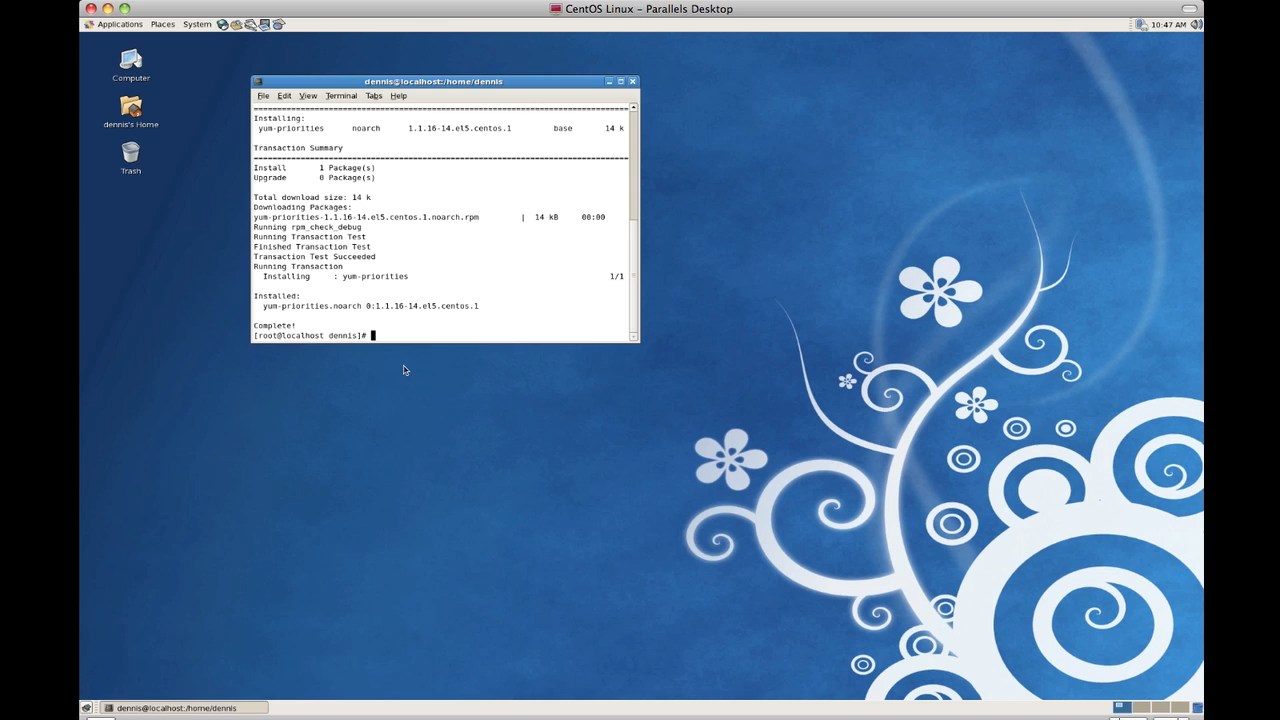 CentOS Linux – Parallels Desktop
Applications Places System 10:47 AM
Computer
dennis's Home
Trash
dennis@localhost:/home/dennis
File Edit View Terminal Tabs Help
================================================================================
Installing:
yum-priorities noarch 1.1.16-14.el5.centos.1 base 14 k
Transaction Summary
================================================================================
Install 1 Package(s)
Upgrade 0 Package(s)
Total download size: 14 k
Downloading Packages:
yum-priorities-1.1.16-14.el5.centos.1.noarch.rpm | 14 kB 00:00
Running rpm_check_debug
Running Transaction Test
Finished Transaction Test
Transaction Test Succeeded
Running Transaction
Installing : yum-priorities 1/1
Installed:
yum-priorities.noarch 0:1.1.16-14.el5.centos.1
Complete!
[root@localhost dennis]#
dennis@localhost:/home/dennis